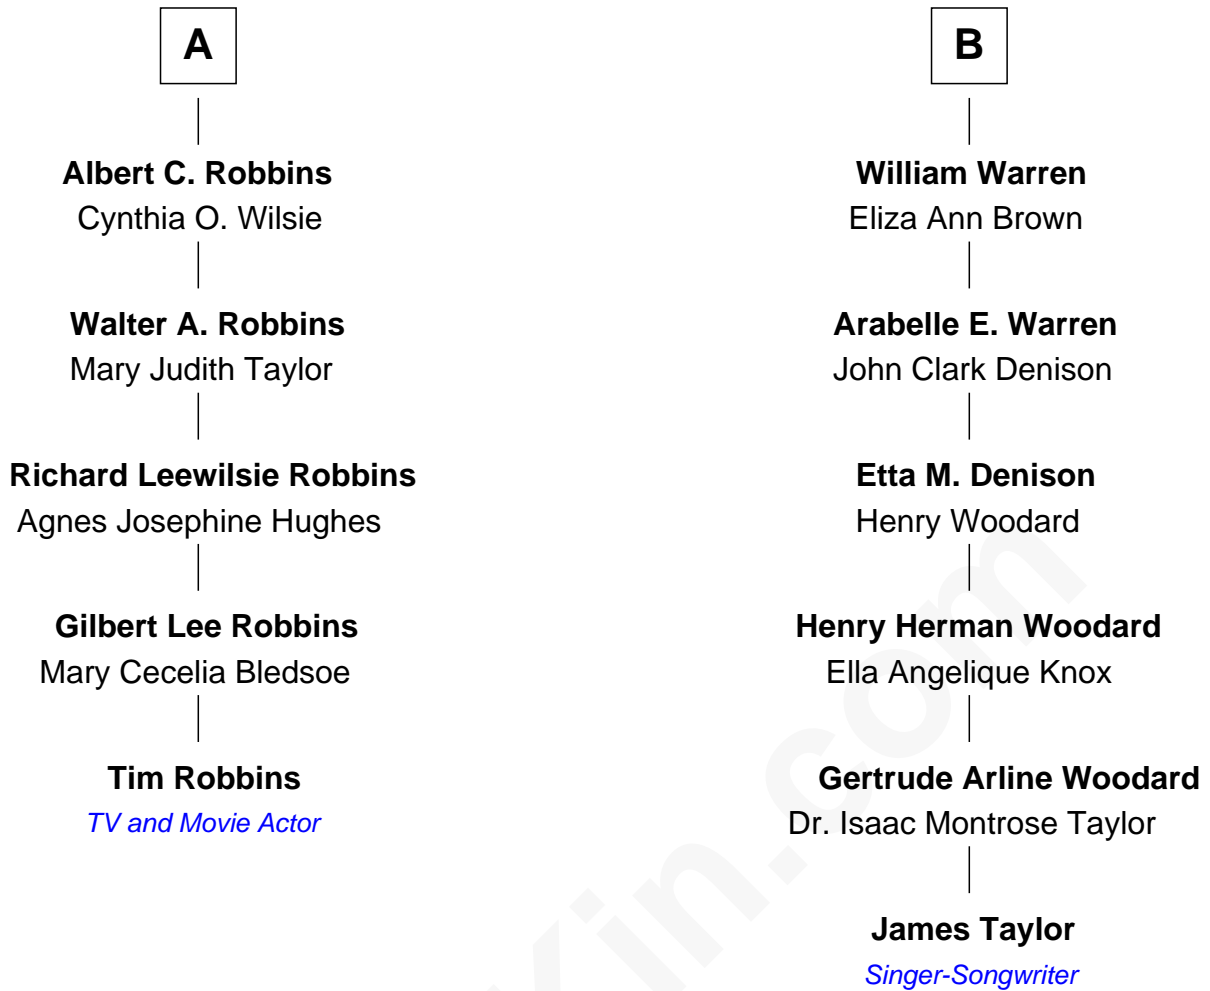 A
Albert C. Robbins
Cynthia O. Wilsie
Walter A. Robbins
Mary Judith Taylor
Richard Leewilsie Robbins
Agnes Josephine Hughes
Gilbert Lee Robbins
Mary Cecelia Bledsoe
Tim Robbins
TV and Movie Actor
B
William Warren
Eliza Ann Brown
Arabelle E. Warren
John Clark Denison
Etta M. Denison
Henry Woodard
Henry Herman Woodard
Ella Angelique Knox
Gertrude Arline Woodard
Dr. Isaac Montrose Taylor
James Taylor
Singer-Songwriter